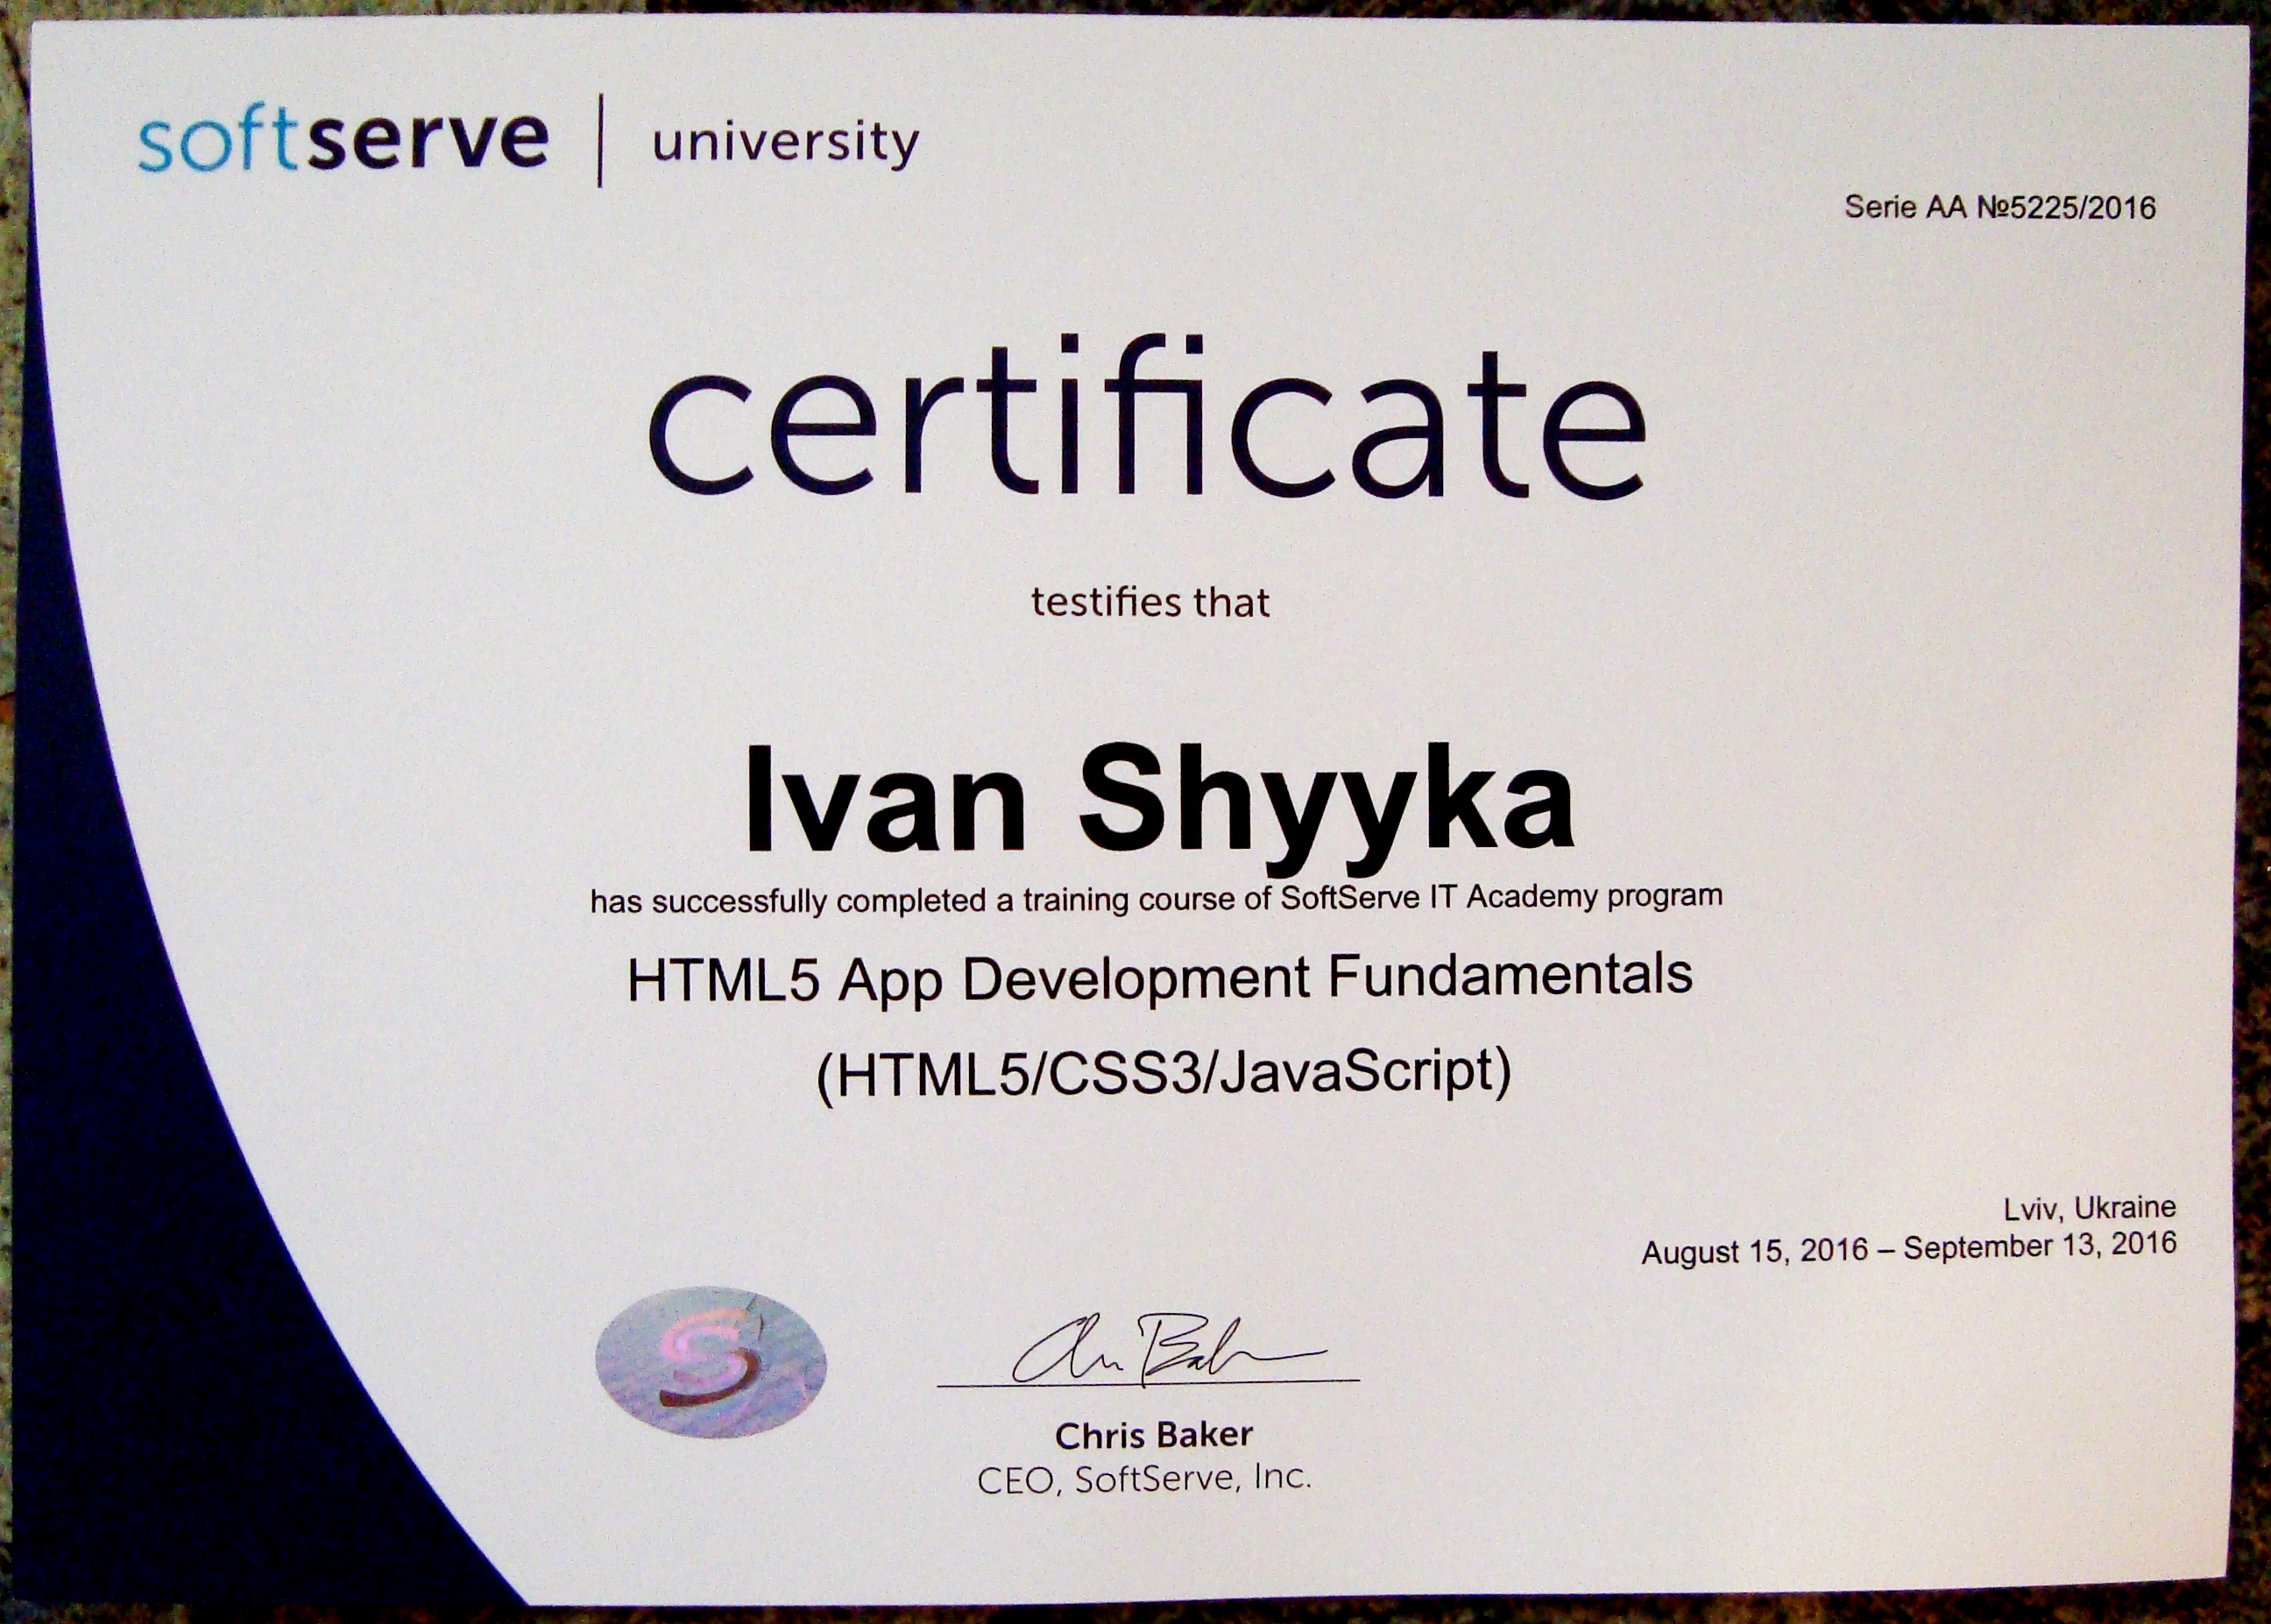 softserve | university
Serie AA №5225/2016
certificate
testifies that
Ivan Shyyka
has successfully completed a training course of SoftServe IT Academy program
HTML5 App Development Fundamentals
(HTML5/CSS3/JavaScript)
Lviv, Ukraine
August 15, 2016 – September 13, 2016
Chris Baker
CEO, SoftServe, Inc.